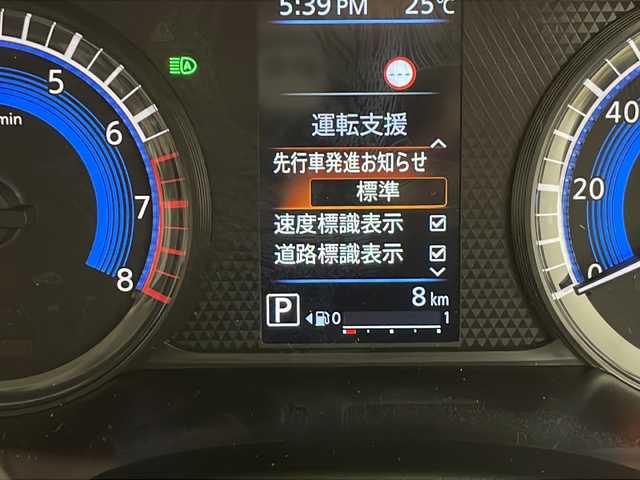 5:39 PM 25℃
運転支援
先行車発進お知らせ
標準
速度標識表示
道路標識表示
8 km
P
0 1
5
6
7
8
min
40
20
0
A